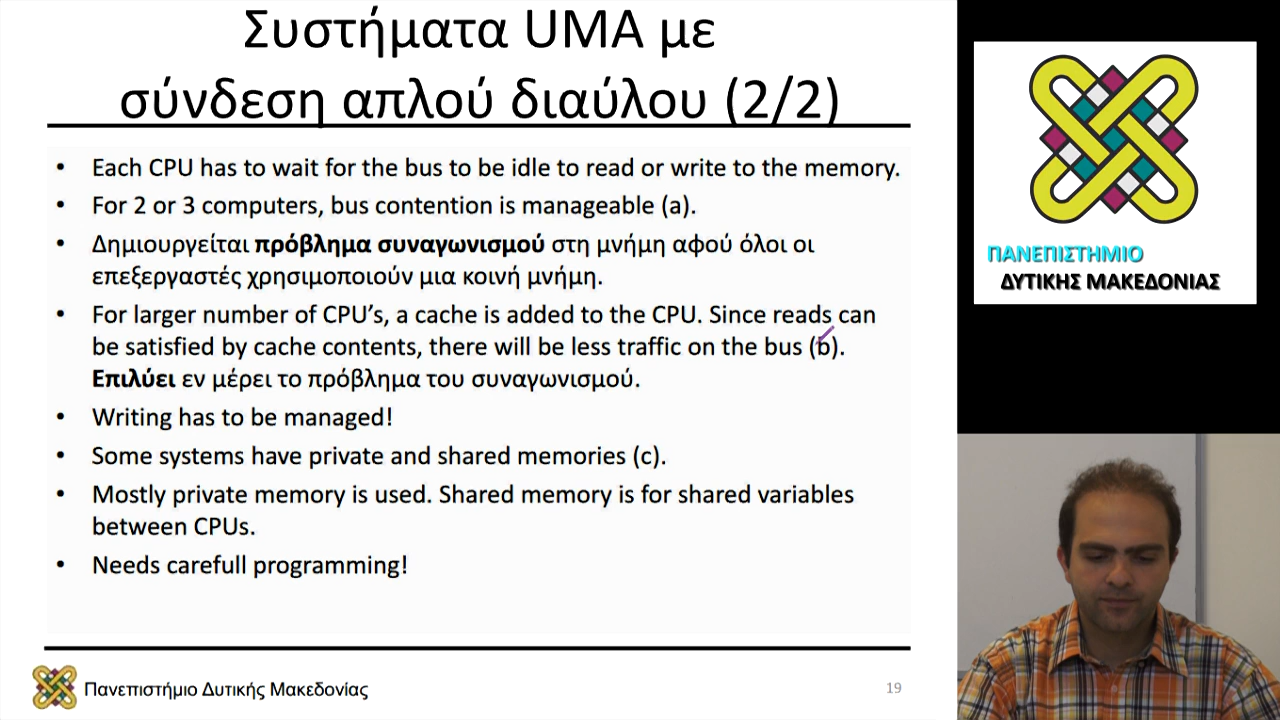 Συστήματα UMA με
σύνδεση απλού διαύλου (2/2)
• Each CPU has to wait for the bus to be idle to read or write to the memory.
• For 2 or 3 computers, bus contention is manageable (a).
• Δημιουργείται πρόβλημα συναγωνισμού στη μνήμη αφού όλοι οι
επεξεργαστές χρησιμοποιούν μια κοινή μνήμη.
• For larger number of CPU’s, a cache is added to the CPU. Since reads can
be satisfied by cache contents, there will be less traffic on the bus (b).
Επιλύει εν μέρει το πρόβλημα του συναγωνισμού.
• Writing has to be managed!
• Some systems have private and shared memories (c).
• Mostly private memory is used. Shared memory is for shared variables
between CPUs.
• Needs carefull programming!
Πανεπιστήμιο Δυτικής Μακεδονίας
19
ΠΑΝΕΠΙΣΤΗΜΙΟ
ΔΥΤΙΚΗΣ ΜΑΚΕΔΟΝΙΑΣ